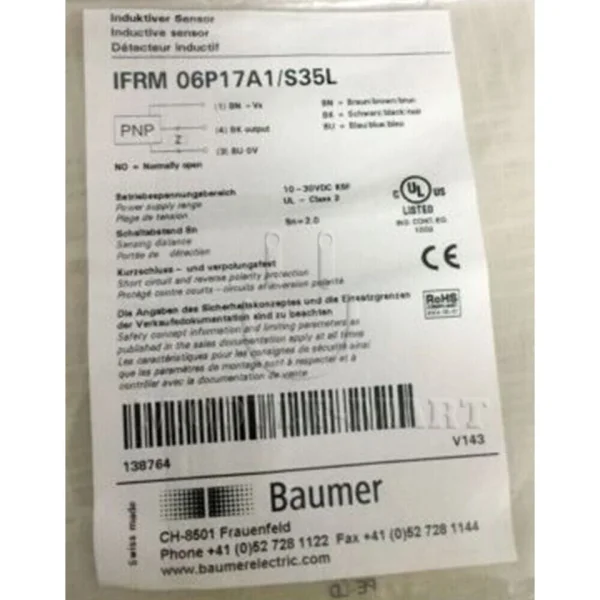 Induktiver Sensor
Inductive sensor
Détecteur inductif
IFRM 06P17A1/S35L
PNP
Z
(1) BN +Vs
(4) BK output
(3) BU 0V
BN = Braun/brown/brun
BK = Schwarz/black/noir
BU = Blau/blue/bleu
NO = Normally open
Betriebsspannungsbereich
Power supply range
Plage de tension
10-30VDC
UL - Class 2
Schaltabstand Sn
Sensing distance
Portée de détection
Sn=2.0
C UL US
LISTED
IND. CONT. EQ.
CE
Kurzschluss - und verpolungsfest
Short circuit and reverse polarity protection
Protégé contre courts - circuits et inversion polarité
Die Angaben des Sicherheitskonzeptes und die Einsatzgrenzen
der Verkaufsdokumentation sind zu beachten
Safety concept information and limiting parameters as
published in the sales documentation apply at all times
Les caractéristiques pour les consignes de sécurité ainsi
que les paramètres de montage sont à respecter et à
contrôler avec la documentation de vente
RoHS
138764
V143
Swiss made
Baumer
CH-8501 Frauenfeld
Phone +41 (0)52 728 1122 Fax +41 (0)52 728 1144
www.baumerelectric.com